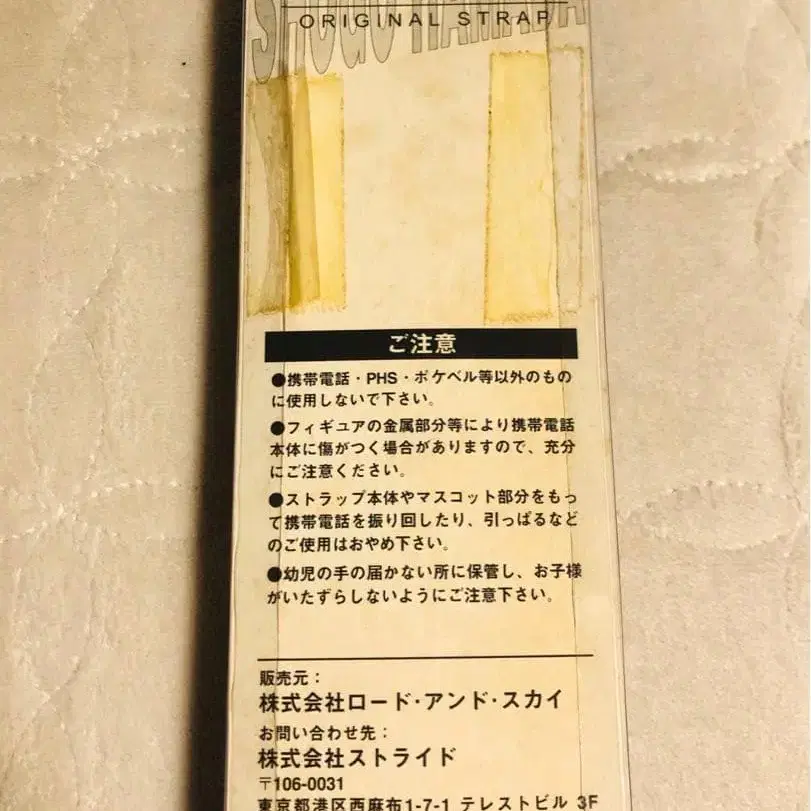 SHOGO HAMADA
ORIGINAL STRAP
ご注意
●携帯電話・PHS・ポケベル等以外のもの
に使用しないで下さい。
●フィギュアの金属部分等により携帯電話
本体に傷がつく場合がありますので、充分
にご注意ください。
●ストラップ本体やマスコット部分をもっ
て携帯電話を振り回したり、引っぱるなど
のご使用はおやめ下さい。
●幼児の手の届かない所に保管し、お子様
がいたずらしないようにご注意下さい。
販売元：
株式会社ロード・アンド・スカイ
お問い合わせ先：
株式会社ストライド
〒106-0031
東京都港区西麻布1-7-1 テレストビル 3F